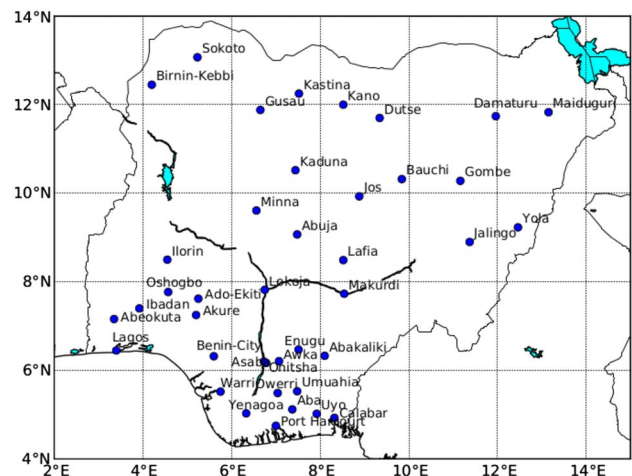 14°N
Sokoto
Birnin-Kebbi
Kastina
12°N
Gusau
Kano
Dutse
Damaturu
Maiduguri
Kaduna
Bauchi
Gombe
10°N
Jos
Minna
Abuja
Yola
Jalingo
Ilorin
Lafia
8°N
Oshogbo
Lokoja
Makurdi
Ado-Ekiti
Ibadan
Abeokuta
Akure
Lagos
Benin-City
Enugu
Abakaliki
Asaba
Awka
Onitsha
6°N
Warri
Owerri
Umuahia
Yenagoa
Aba
Uyo
Calabar
Port Harcourt
4°N
2°E
4°E
6°E
8°E
10°E
12°E
14°E